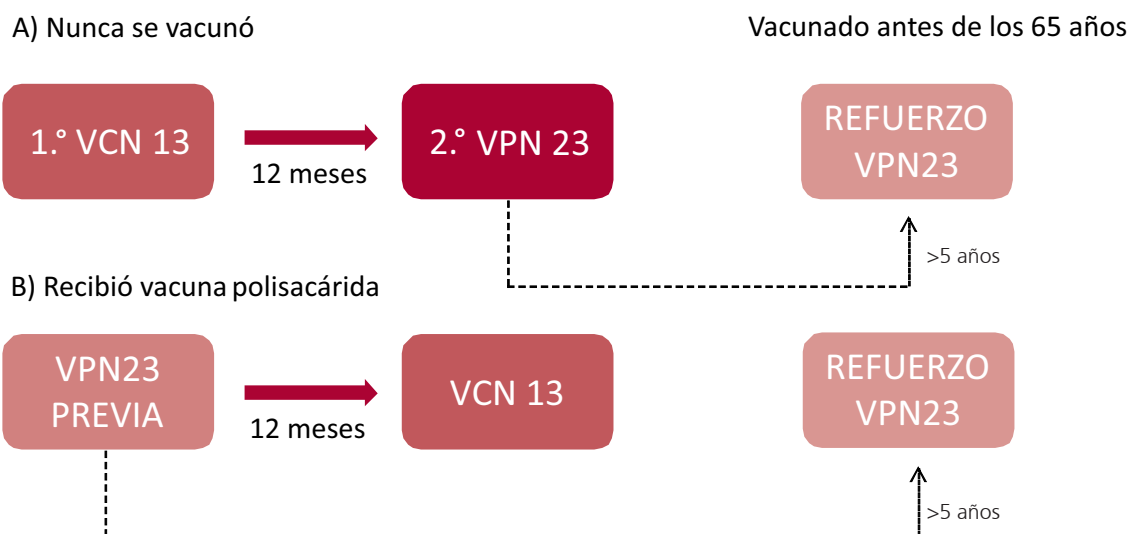 A) Nunca se vacunó
Vacunado antes de los 65 años
1.° VCN 13
12 meses
2.° VPN 23
REFUERZO
VPN23
>5 años
B) Recibió vacuna polisacárida
VPN23
PREVIA
12 meses
VCN 13
REFUERZO
VPN23
>5 años